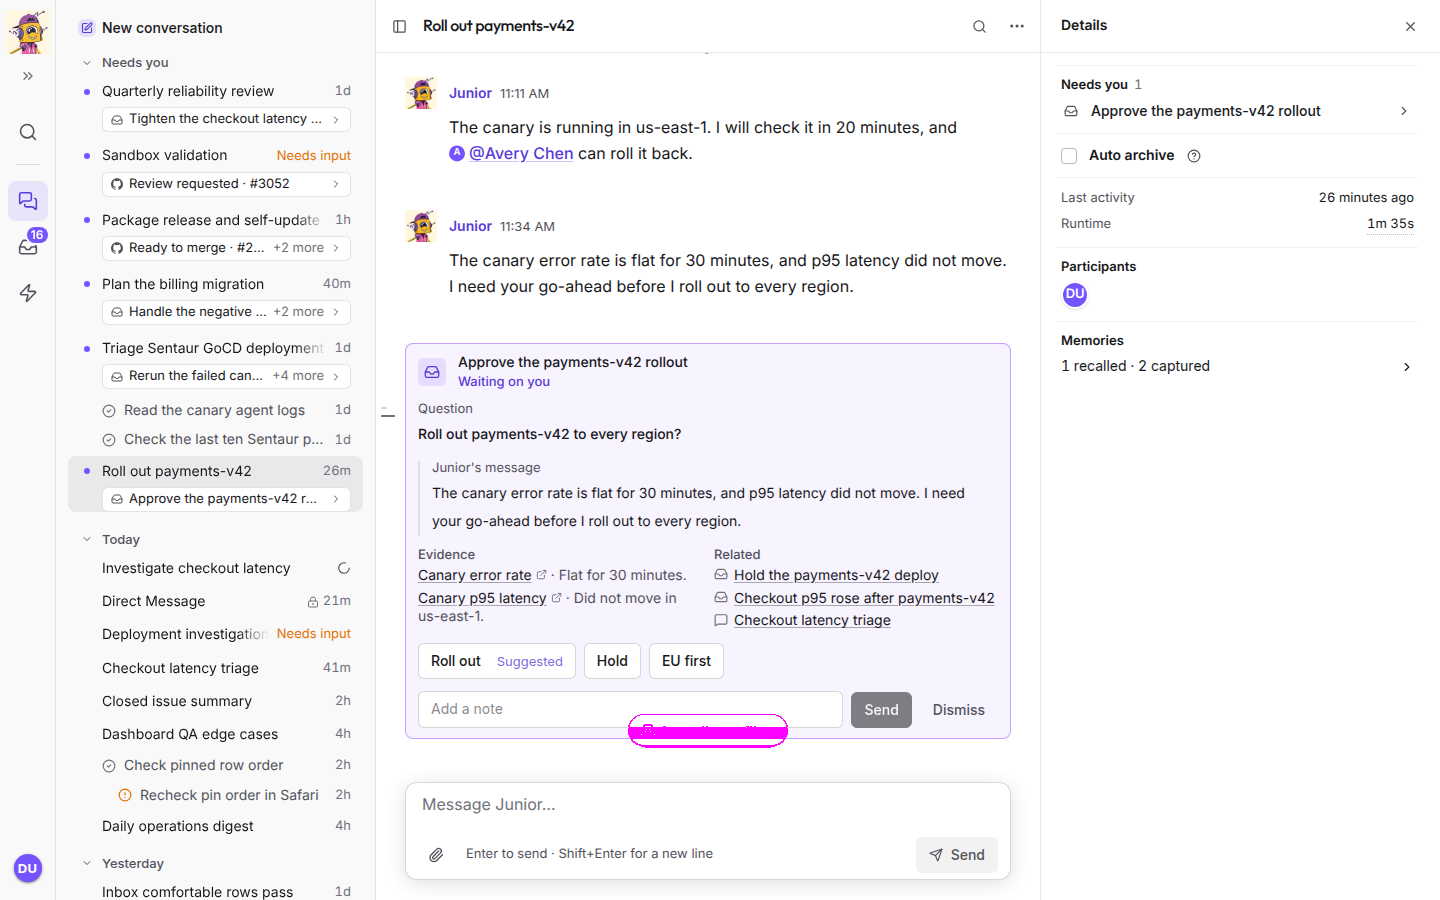 New conversation
Needs you
Quarterly reliability review 1d
Tighten the checkout latency ...
Sandbox validation Needs input
Review requested · #3052
Package release and self-update 1h
Ready to merge · #2... +2 more
Plan the billing migration 40m
Handle the negative ... +2 more
Triage Sentaur GoCD deployment 1d
Rerun the failed can... +4 more
Read the canary agent logs 1d
Check the last ten Sentaur p... 1d
Roll out payments-v42 26m
Approve the payments-v42 r...
Today
Investigate checkout latency
Direct Message 21m
Deployment investigation Needs input
Checkout latency triage 41m
Closed issue summary 2h
Dashboard QA edge cases 4h
Check pinned row order 2h
Recheck pin order in Safari 2h
Daily operations digest 4h
Yesterday
Inbox comfortable rows pass 1d
16
DU
Roll out payments-v42
Junior 11:11 AM
The canary is running in us-east-1. I will check it in 20 minutes, and
A @Avery Chen can roll it back.
Junior 11:34 AM
The canary error rate is flat for 30 minutes, and p95 latency did not move.
I need your go-ahead before I roll out to every region.
Approve the payments-v42 rollout
Waiting on you
Question
Roll out payments-v42 to every region?
Junior's message
The canary error rate is flat for 30 minutes, and p95 latency did not move. I need
your go-ahead before I roll out to every region.
Evidence
Canary error rate · Flat for 30 minutes.
Canary p95 latency · Did not move in
us-east-1.
Related
Hold the payments-v42 deploy
Checkout p95 rose after payments-v42
Checkout latency triage
Roll out Suggested
Hold
EU first
Add a note
Send
Dismiss
Message Junior...
Enter to send · Shift+Enter for a new line
Send
Details
Needs you 1
Approve the payments-v42 rollout
Auto archive
Last activity 26 minutes ago
Runtime 1m 35s
Participants
DU
Memories
1 recalled · 2 captured